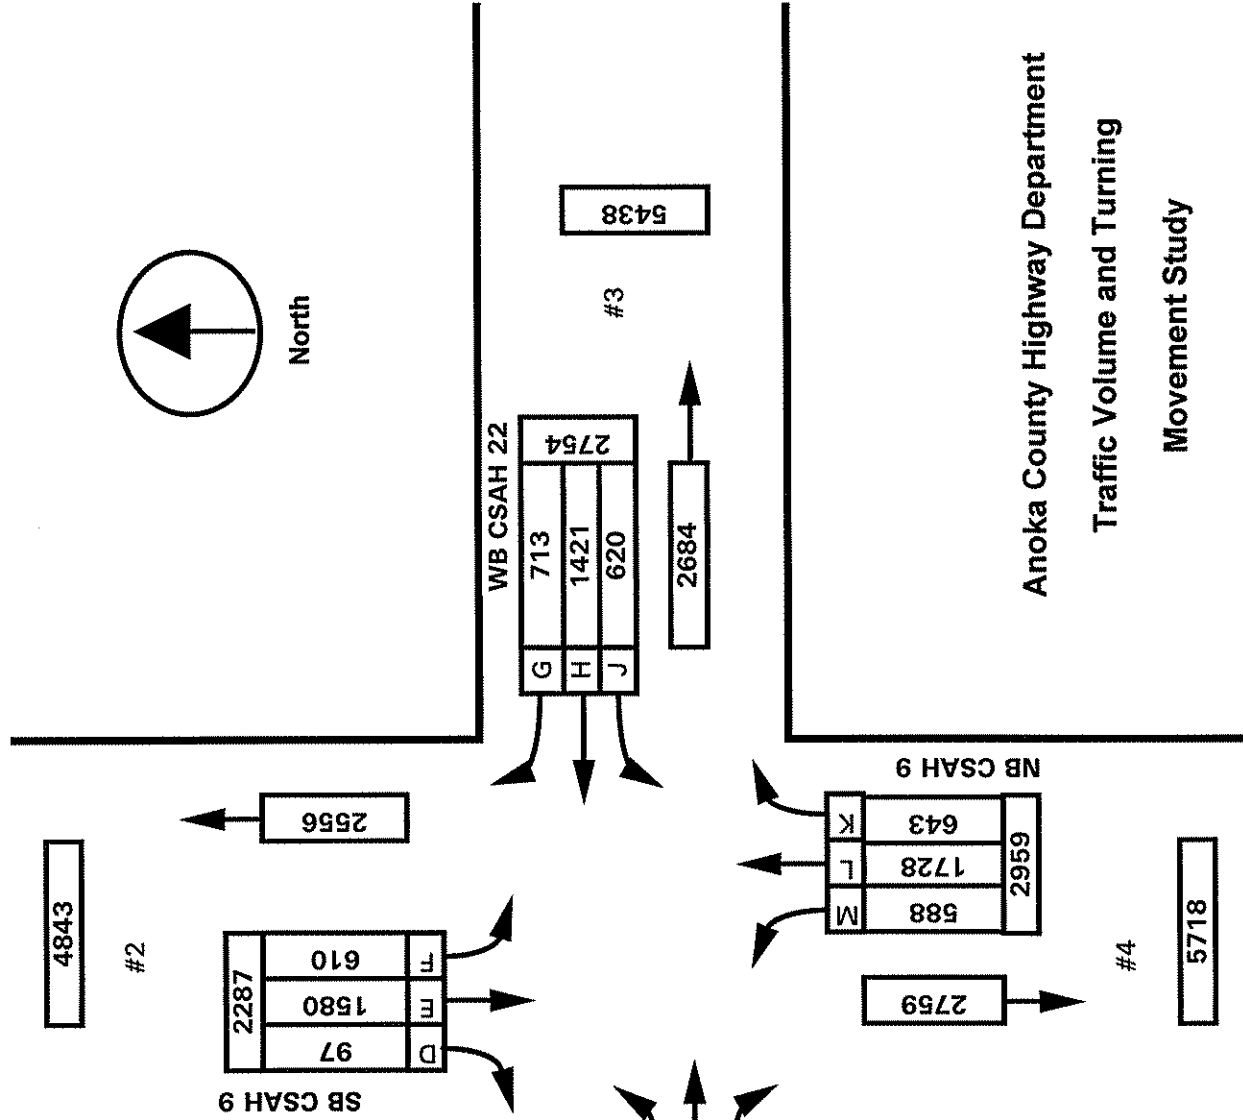 North
4843
#2
2556
SB CSAH 9
2287
97
1580
610
D
E
F
WB CSAH 22
G
713
H
1421
J
620
2754
2684
#3
5438
NB CSAH 9
M
L
K
588
1728
643
2959
2759
#4
5718
Anoka County Highway Department
Traffic Volume and Turning
Movement Study